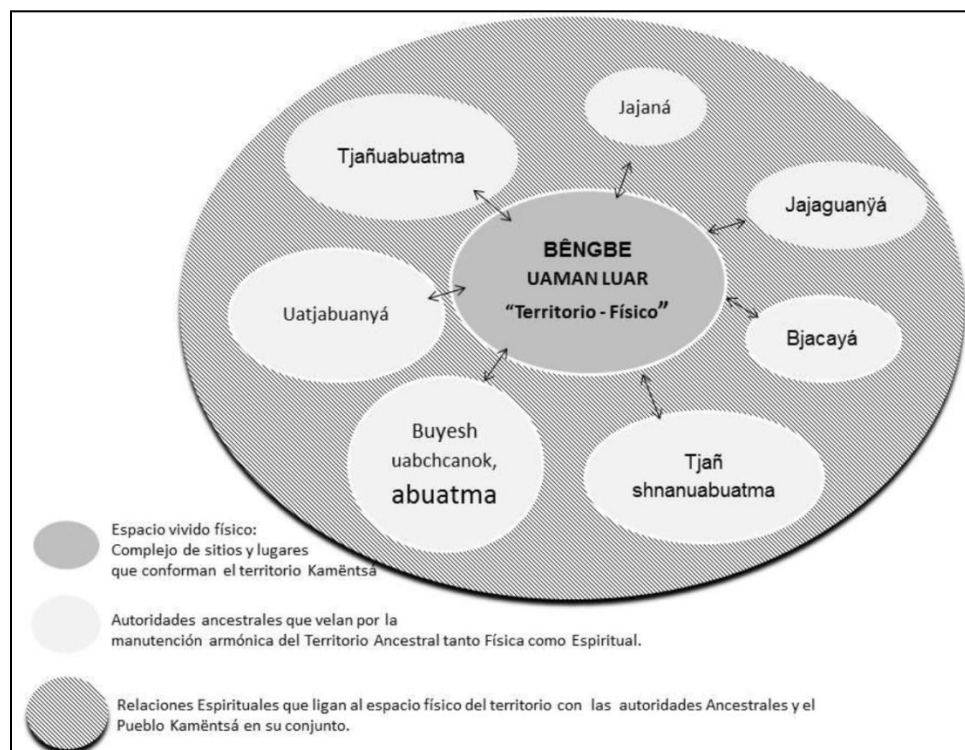 Jajaná
Tjañuabuatma
Jajaguanÿá
BÊNGBE
UAMAN LUAR
“Territorio - Físico”
Uatjabuanyá
Bjacayá
Buyesh
uabchcanok,
abuatma
Tjañ
shnanuabuatma
Espacio vivido físico:
Complejo de sitios y lugares
que conforman el territorio Kamëntsá
Autoridades ancestrales que velan por la
manutención armónica del Territorio Ancestral tanto Física como Espiritual.
Relaciones Espirituales que ligan al espacio físico del territorio con las autoridades Ancestrales y el
Pueblo Kamëntsá en su conjunto.